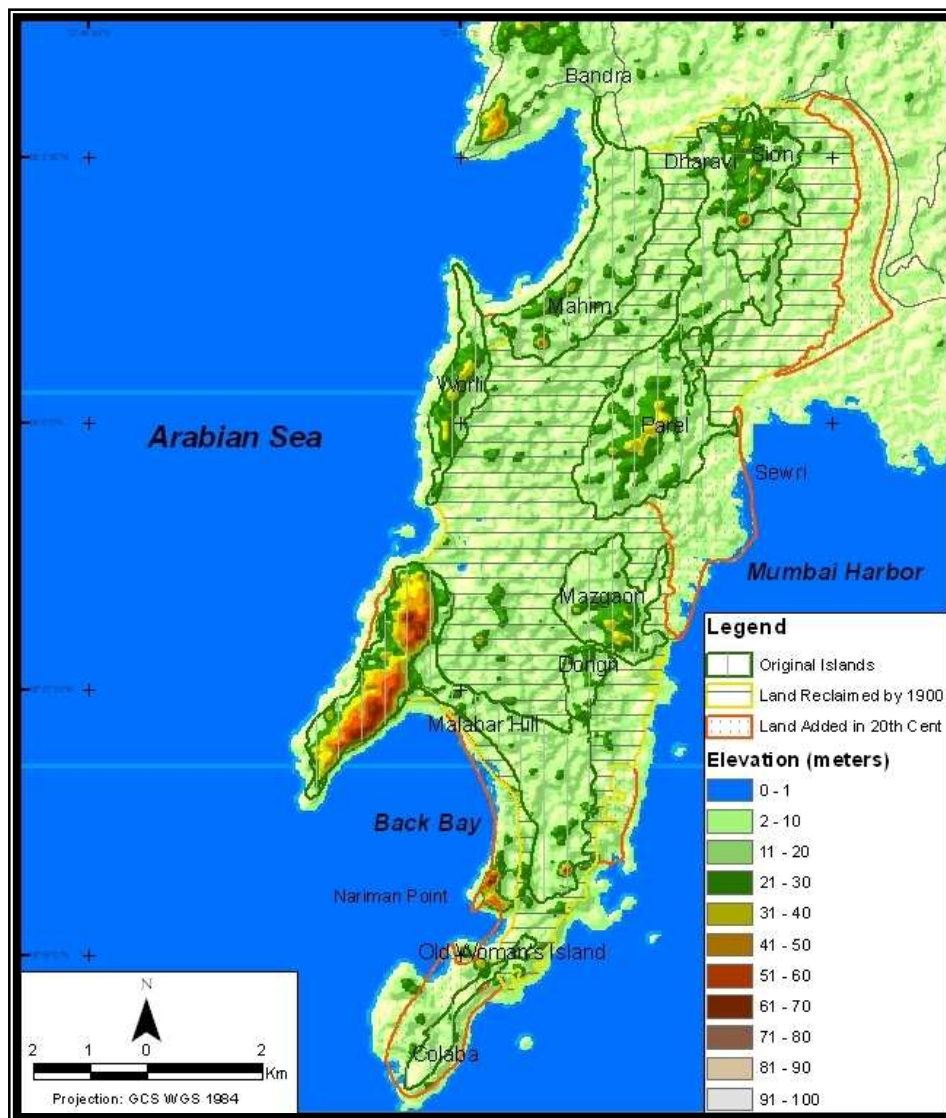 Bandra
Dharavi
Sion
Mahim
Worli
Arabian Sea
Parel
Sewri
Mumbai Harbor
Mazgaon
Dongri
Malabar Hill
Back Bay
Nariman Point
Old Woman's Island
Colaba
Legend
Original Islands
Land Reclaimed by 1900
Land Added in 20th Cent
Elevation (meters)
0 - 1
2 - 10
11 - 20
21 - 30
31 - 40
41 - 50
51 - 60
61 - 70
71 - 80
81 - 90
91 - 100
N
2 1 0 2
Km
Projection: GCS WGS 1984